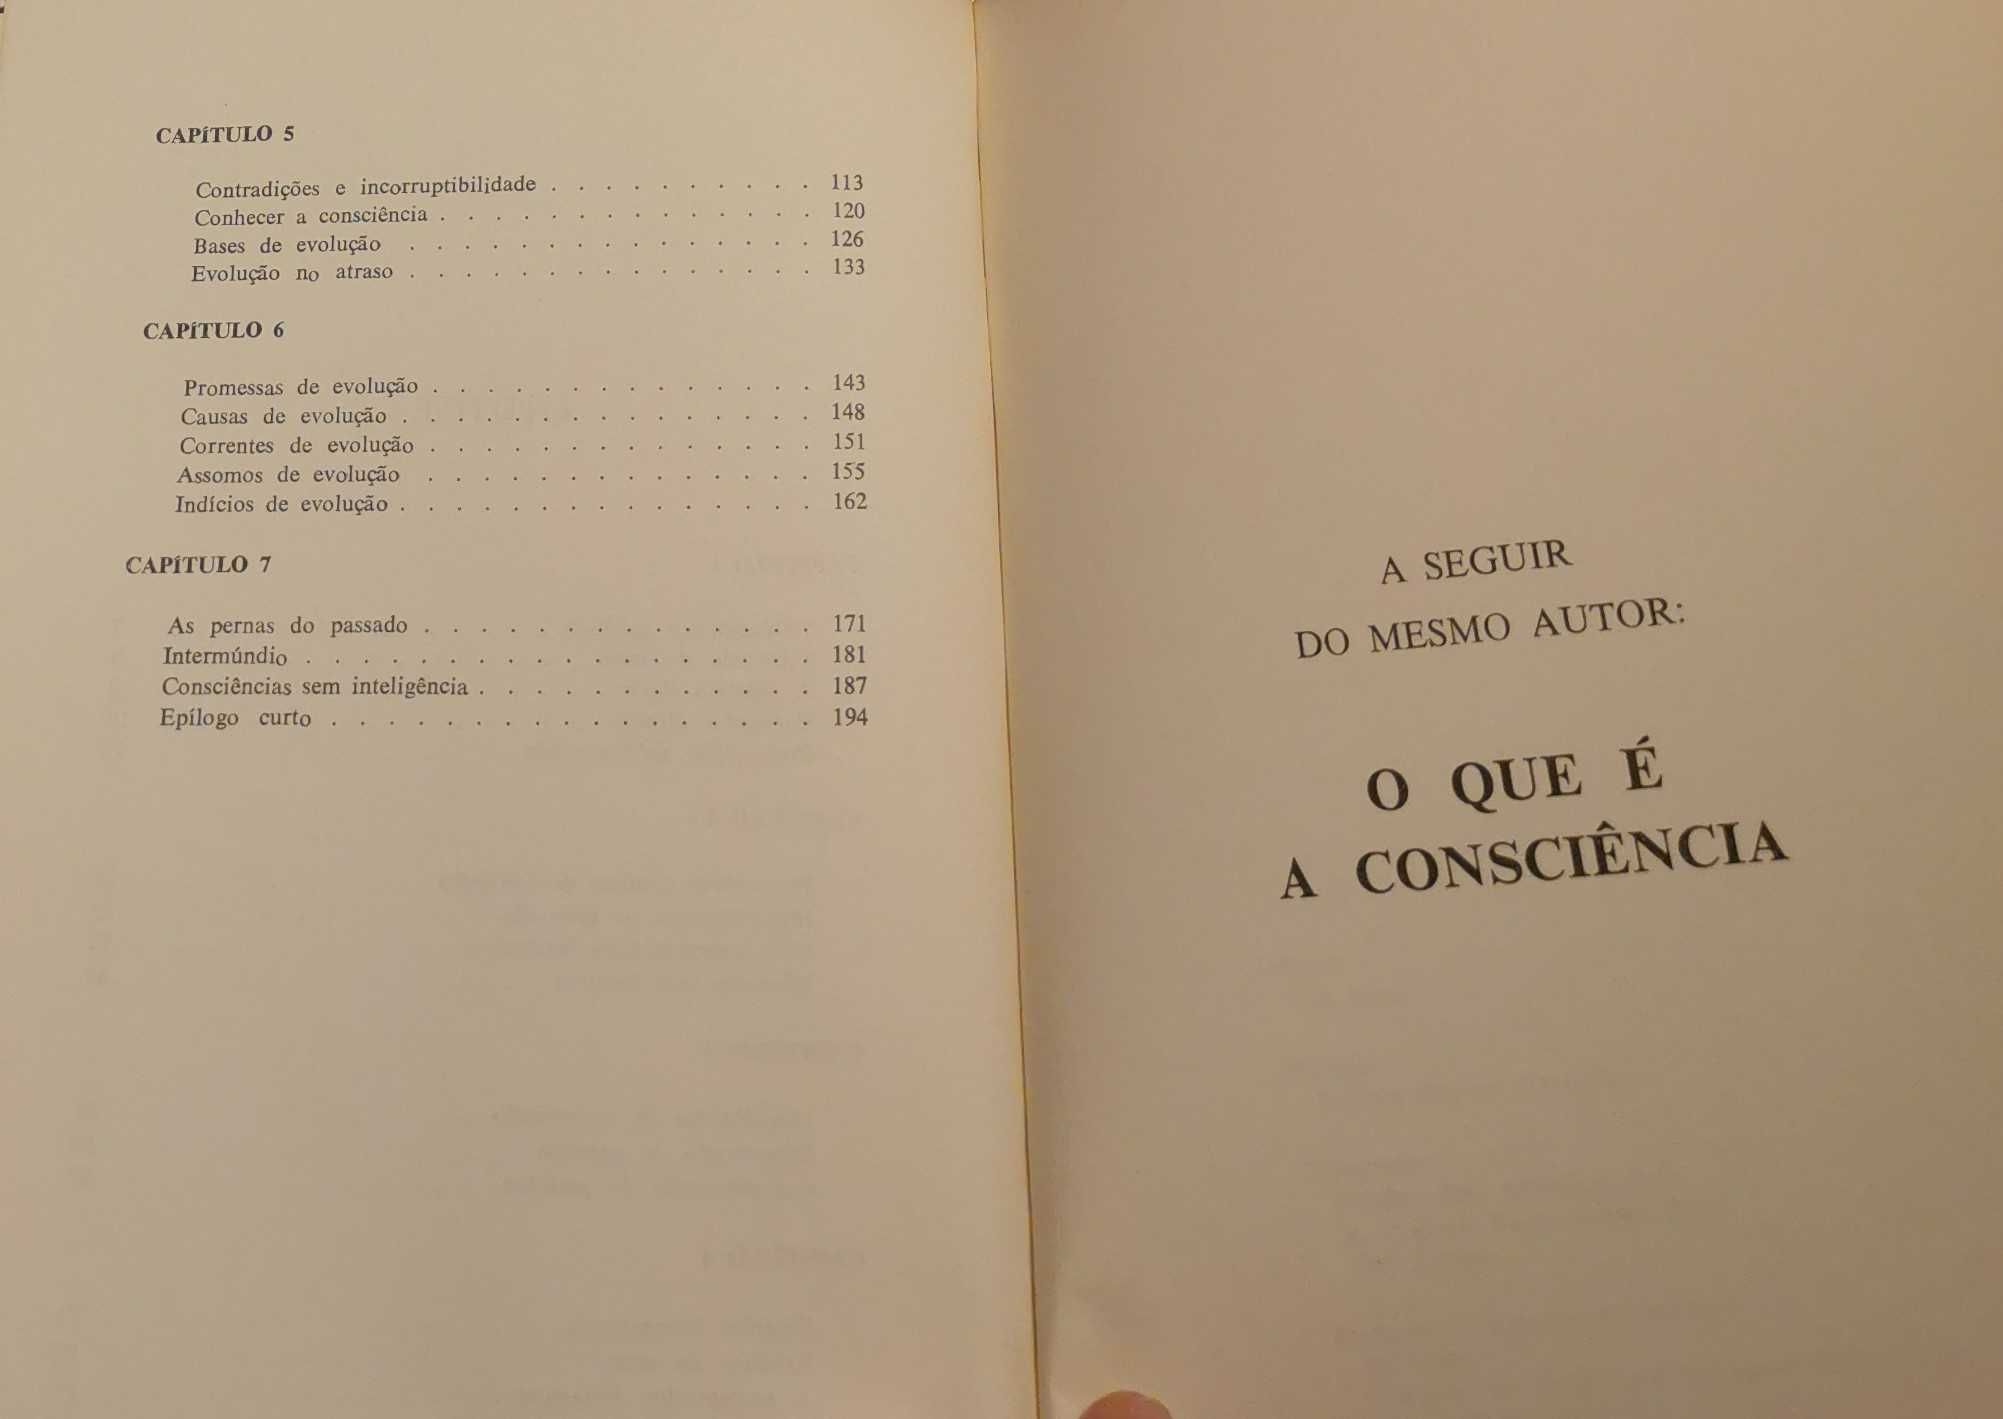 CAPÍTULO 5
Contradições e incorruptibilidade . . . . . . . . . . 113
Conhecer a consciência . . . . . . . . . . . . . . 120
Bases de evolução . . . . . . . . . . . . . . . 126
Evolução no atraso . . . . . . . . . . . . . . . 133
CAPÍTULO 6
Promessas de evolução . . . . . . . . . . . . . . 143
Causas de evolução . . . . . . . . . . . . . . . 148
Correntes de evolução . . . . . . . . . . . . . . 151
Assomos de evolução . . . . . . . . . . . . . . 155
Indícios de evolução . . . . . . . . . . . . . . . 162
CAPÍTULO 7
As pernas do passado . . . . . . . . . . . . . . 171
Intermúndio . . . . . . . . . . . . . . . . . . 181
Consciências sem inteligência . . . . . . . . . . . . 187
Epílogo curto . . . . . . . . . . . . . . . . . 194
A SEGUIR
DO MESMO AUTOR:
O QUE É
A CONSCIÊNCIA